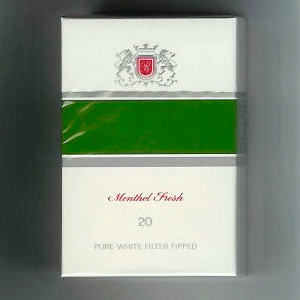 Menthol Fresh
20
PURE WHITE FILTER TIPPED